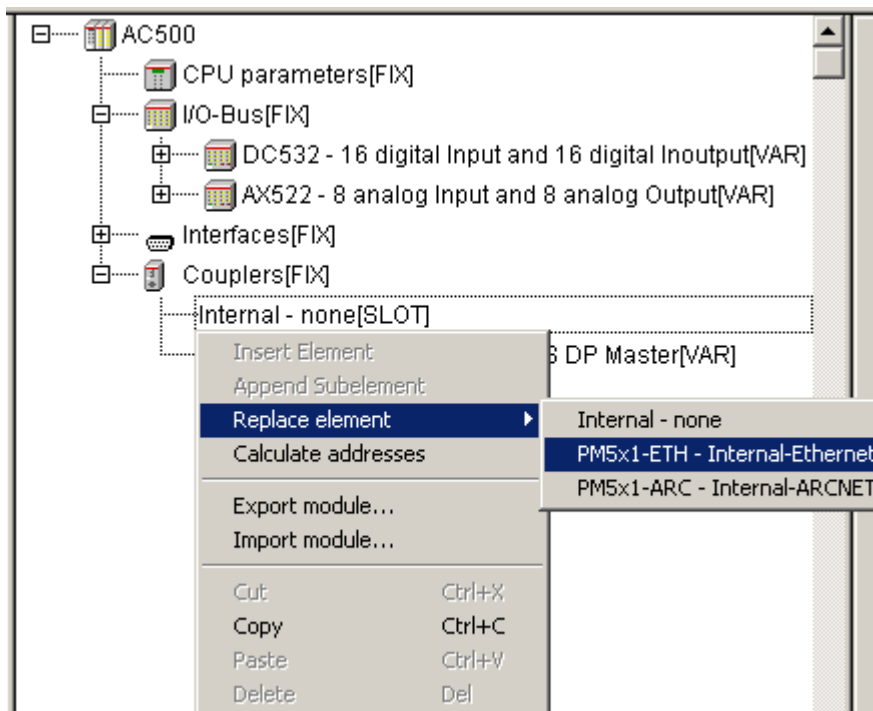 AC500
CPU parameters[FIX]
I/O-Bus[FIX]
DC532 - 16 digital Input and 16 digital Inoutput[VAR]
AX522 - 8 analog Input and 8 analog Output[VAR]
Interfaces[FIX]
Couplers[FIX]
Internal - none[SLOT]
DP Master[VAR]
Insert Element
Append Subelement
Replace element
Calculate addresses
Export module...
Import module...
Cut Ctrl+X
Copy Ctrl+C
Paste Ctrl+V
Delete Del
Internal - none
PM5x1-ETH - Internal-Ethernet
PM5x1-ARC - Internal-ARCNET